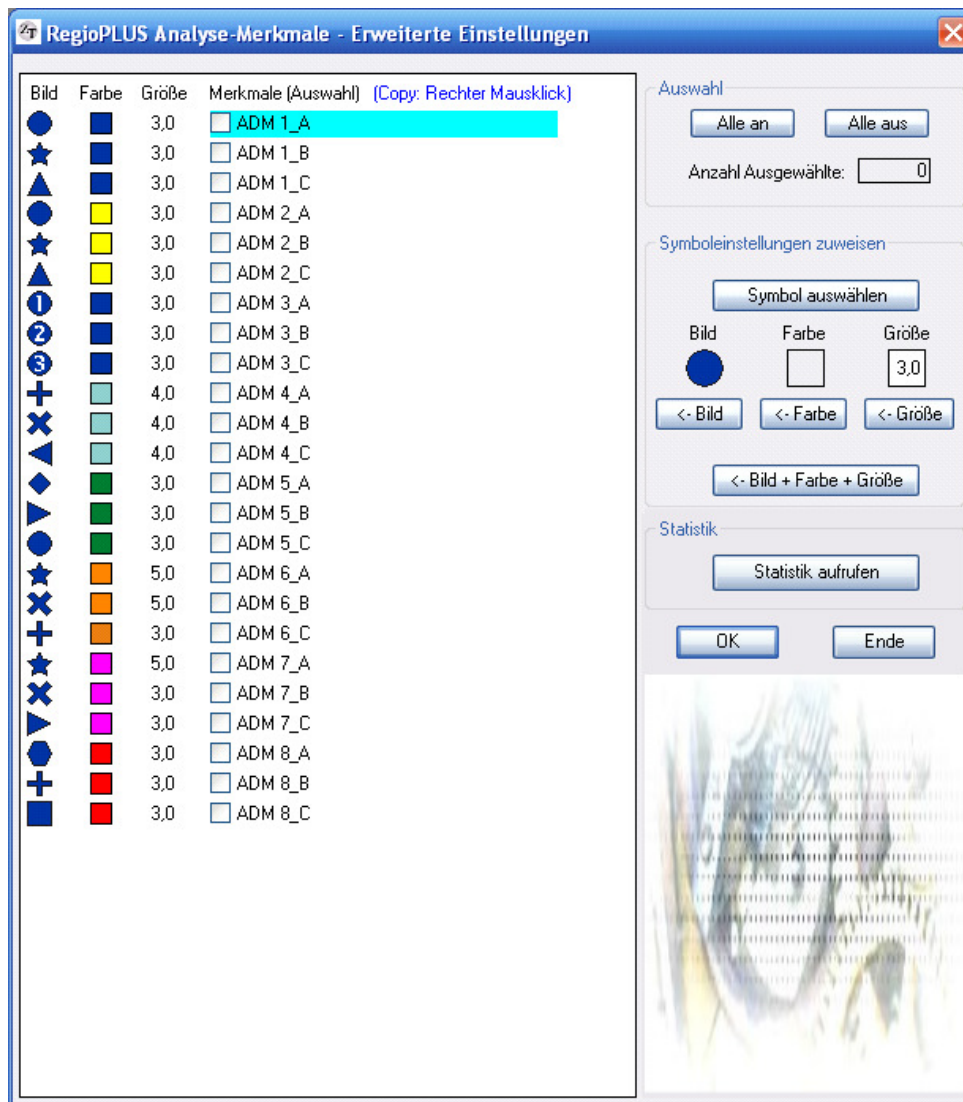 RegioPLUS Analyse-Merkmale - Erweiterte Einstellungen
Bild Farbe Größe Merkmale (Auswahl) (Copy: Rechter Mausklick)
3,0 ADM 1_A
3,0 ADM 1_B
3,0 ADM 1_C
3,0 ADM 2_A
3,0 ADM 2_B
3,0 ADM 2_C
1 3,0 ADM 3_A
2 3,0 ADM 3_B
3 3,0 ADM 3_C
4,0 ADM 4_A
4,0 ADM 4_B
4,0 ADM 4_C
3,0 ADM 5_A
3,0 ADM 5_B
3,0 ADM 5_C
5,0 ADM 6_A
5,0 ADM 6_B
3,0 ADM 6_C
5,0 ADM 7_A
3,0 ADM 7_B
3,0 ADM 7_C
3,0 ADM 8_A
3,0 ADM 8_B
3,0 ADM 8_C
Auswahl
Alle an Alle aus
Anzahl Ausgewählte: 0
Symboleinstellungen zuweisen
Symbol auswählen
Bild Farbe Größe
3,0
<- Bild <- Farbe <- Größe
<- Bild + Farbe + Größe
Statistik
Statistik aufrufen
OK Ende